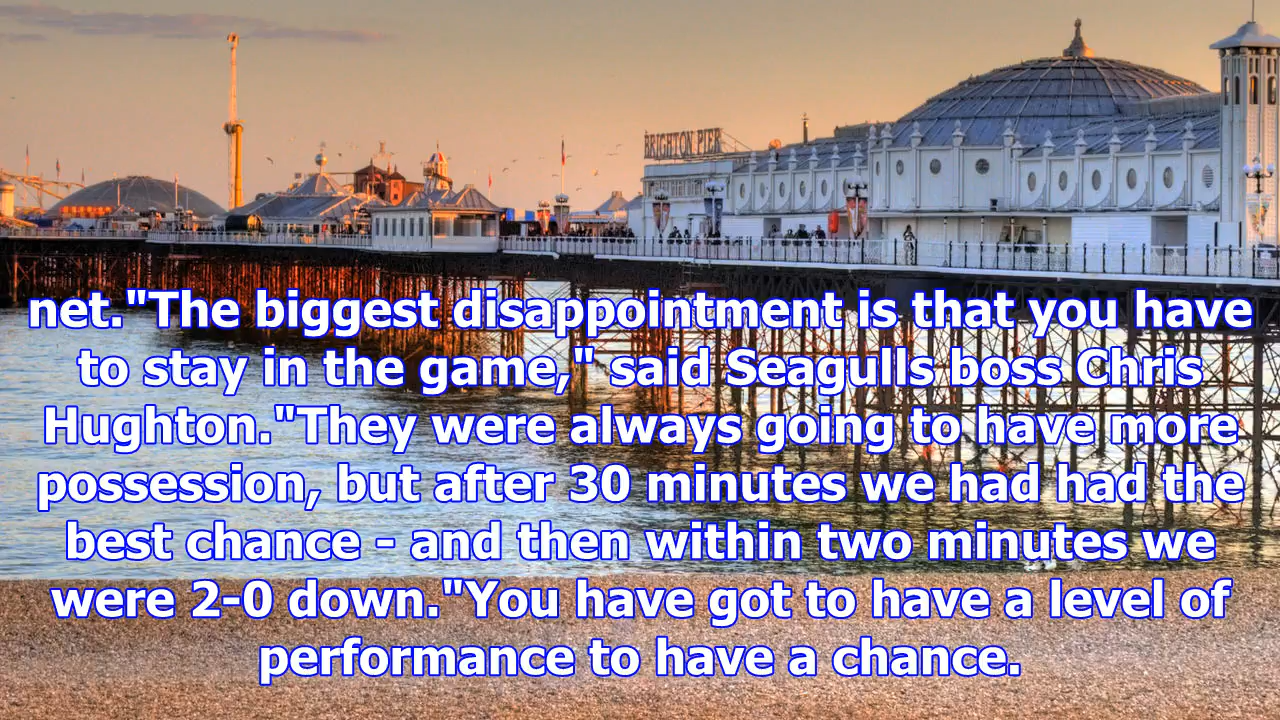 BRIGHTON PIER
net."The biggest disappointment is that you have
to stay in the game," said Seagulls boss Chris
Hughton."They were always going to have more
possession, but after 30 minutes we had had the
best chance - and then within two minutes we
were 2-0 down."You have got to have a level of
performance to have a chance.